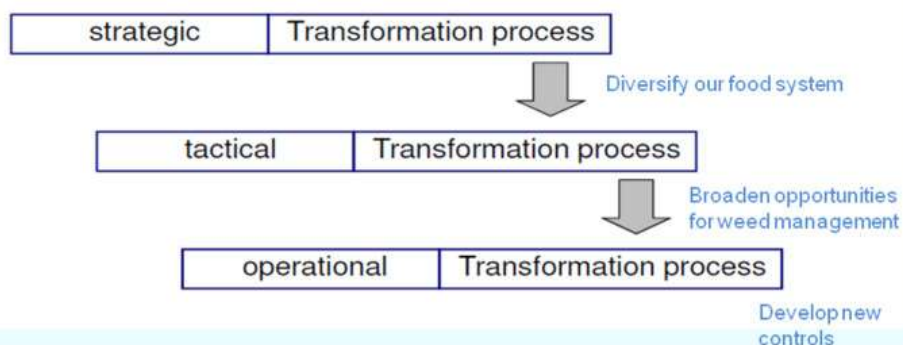 strategic Transformation process
Diversify our food system
tactical Transformation process
Broaden opportunities
for weed management
operational Transformation process
Develop new
controls